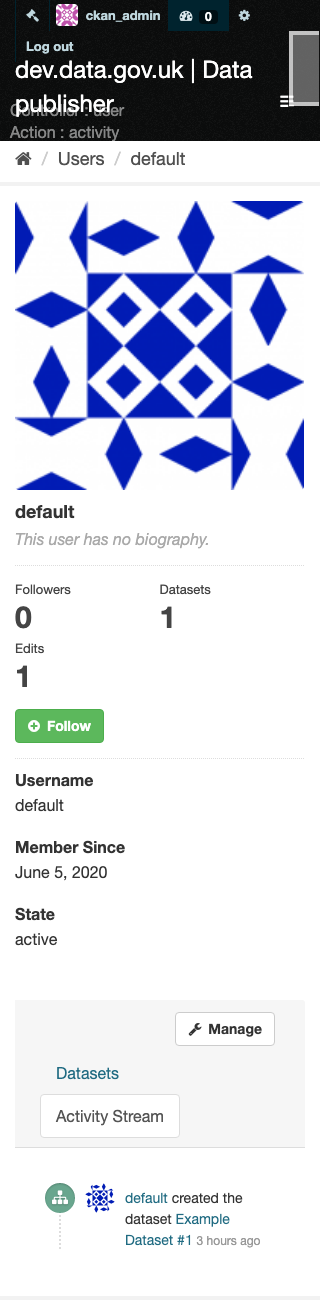 ckan_admin 0
Log out
dev.data.gov.uk | Data
publisher
Controller : user
Action : activity
/ Users / default
default
This user has no biography.
Followers Datasets
0 1
Edits
1
Follow
Username
default
Member Since
June 5, 2020
State
active
Manage
Datasets
Activity Stream
default created the
dataset Example
Dataset #1 3 hours ago